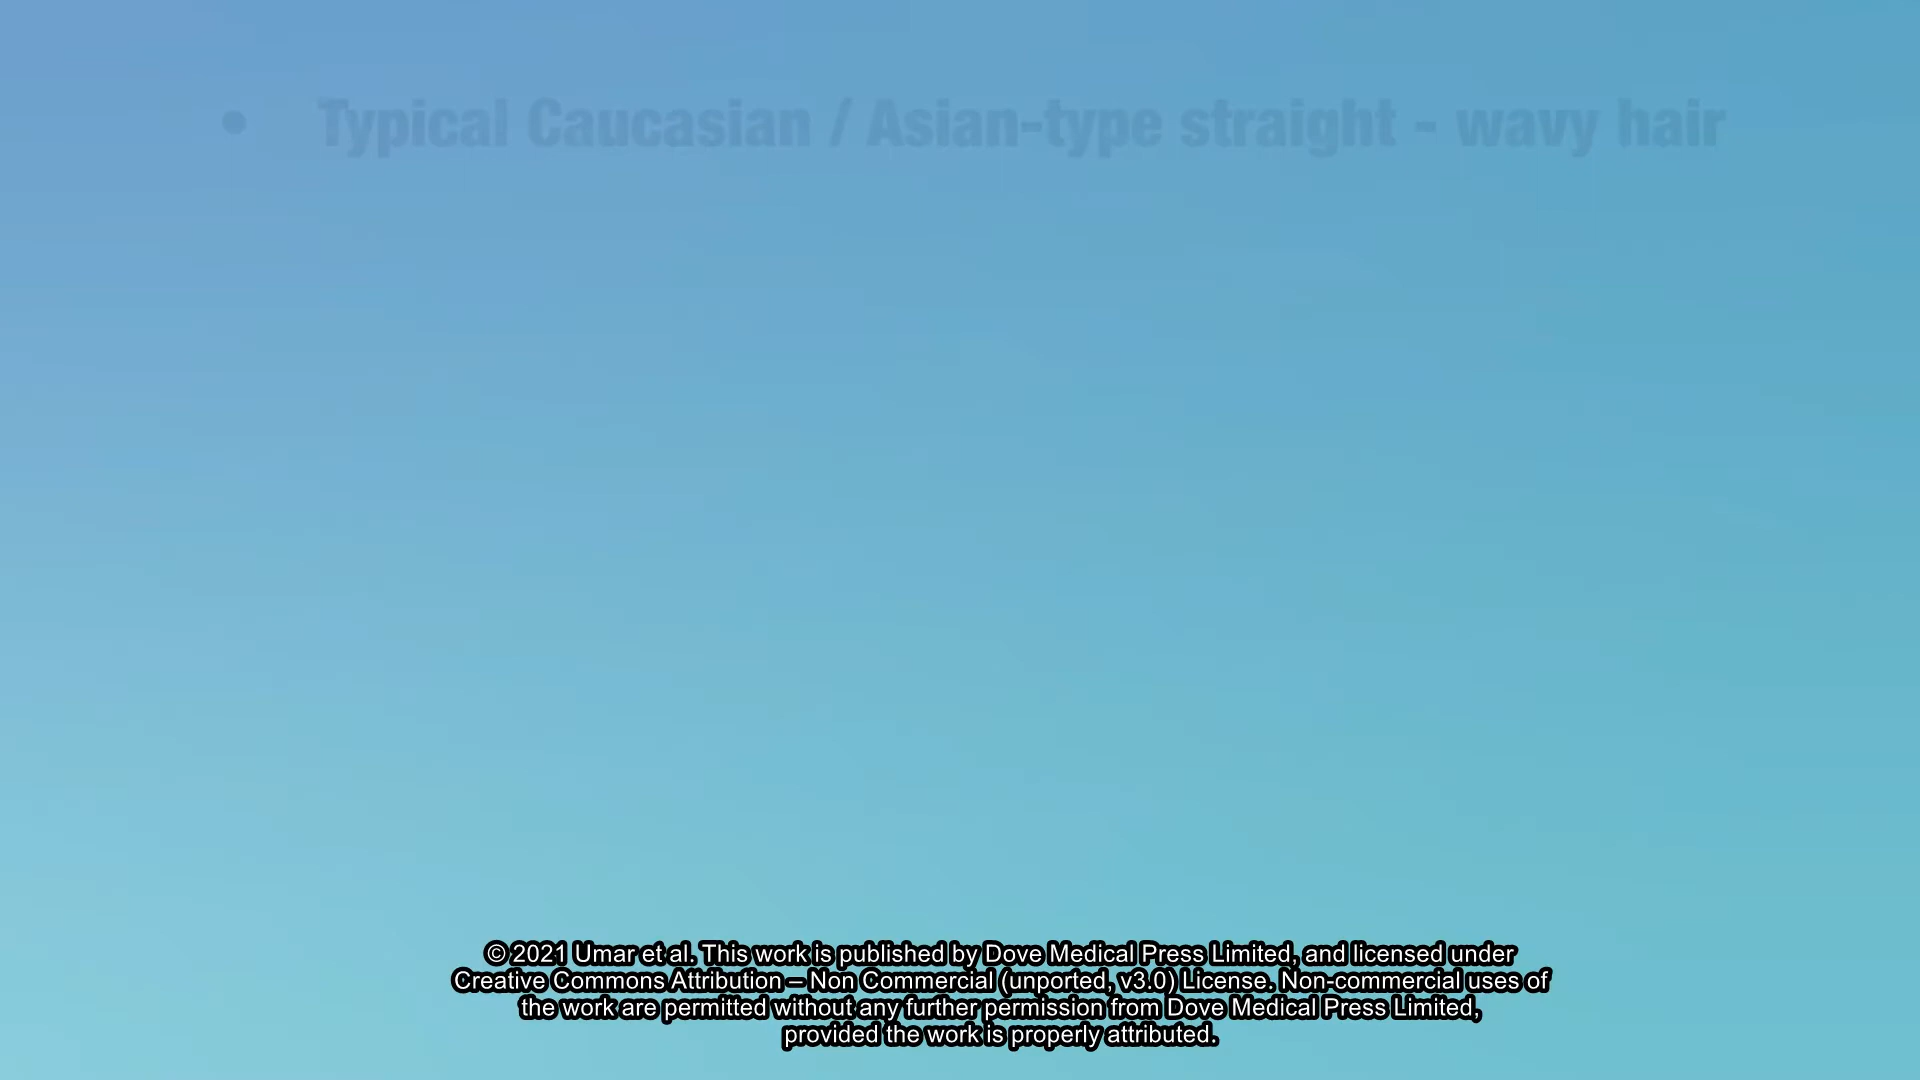 • Typical Caucasian / Asian-type straight - wavy hair
© 2021 Umar et al. This work is published by Dove Medical Press Limited, and licensed under
Creative Commons Attribution – Non Commercial (unported, v3.0) License. Non-commercial uses of
the work are permitted without any further permission from Dove Medical Press Limited,
provided the work is properly attributed.